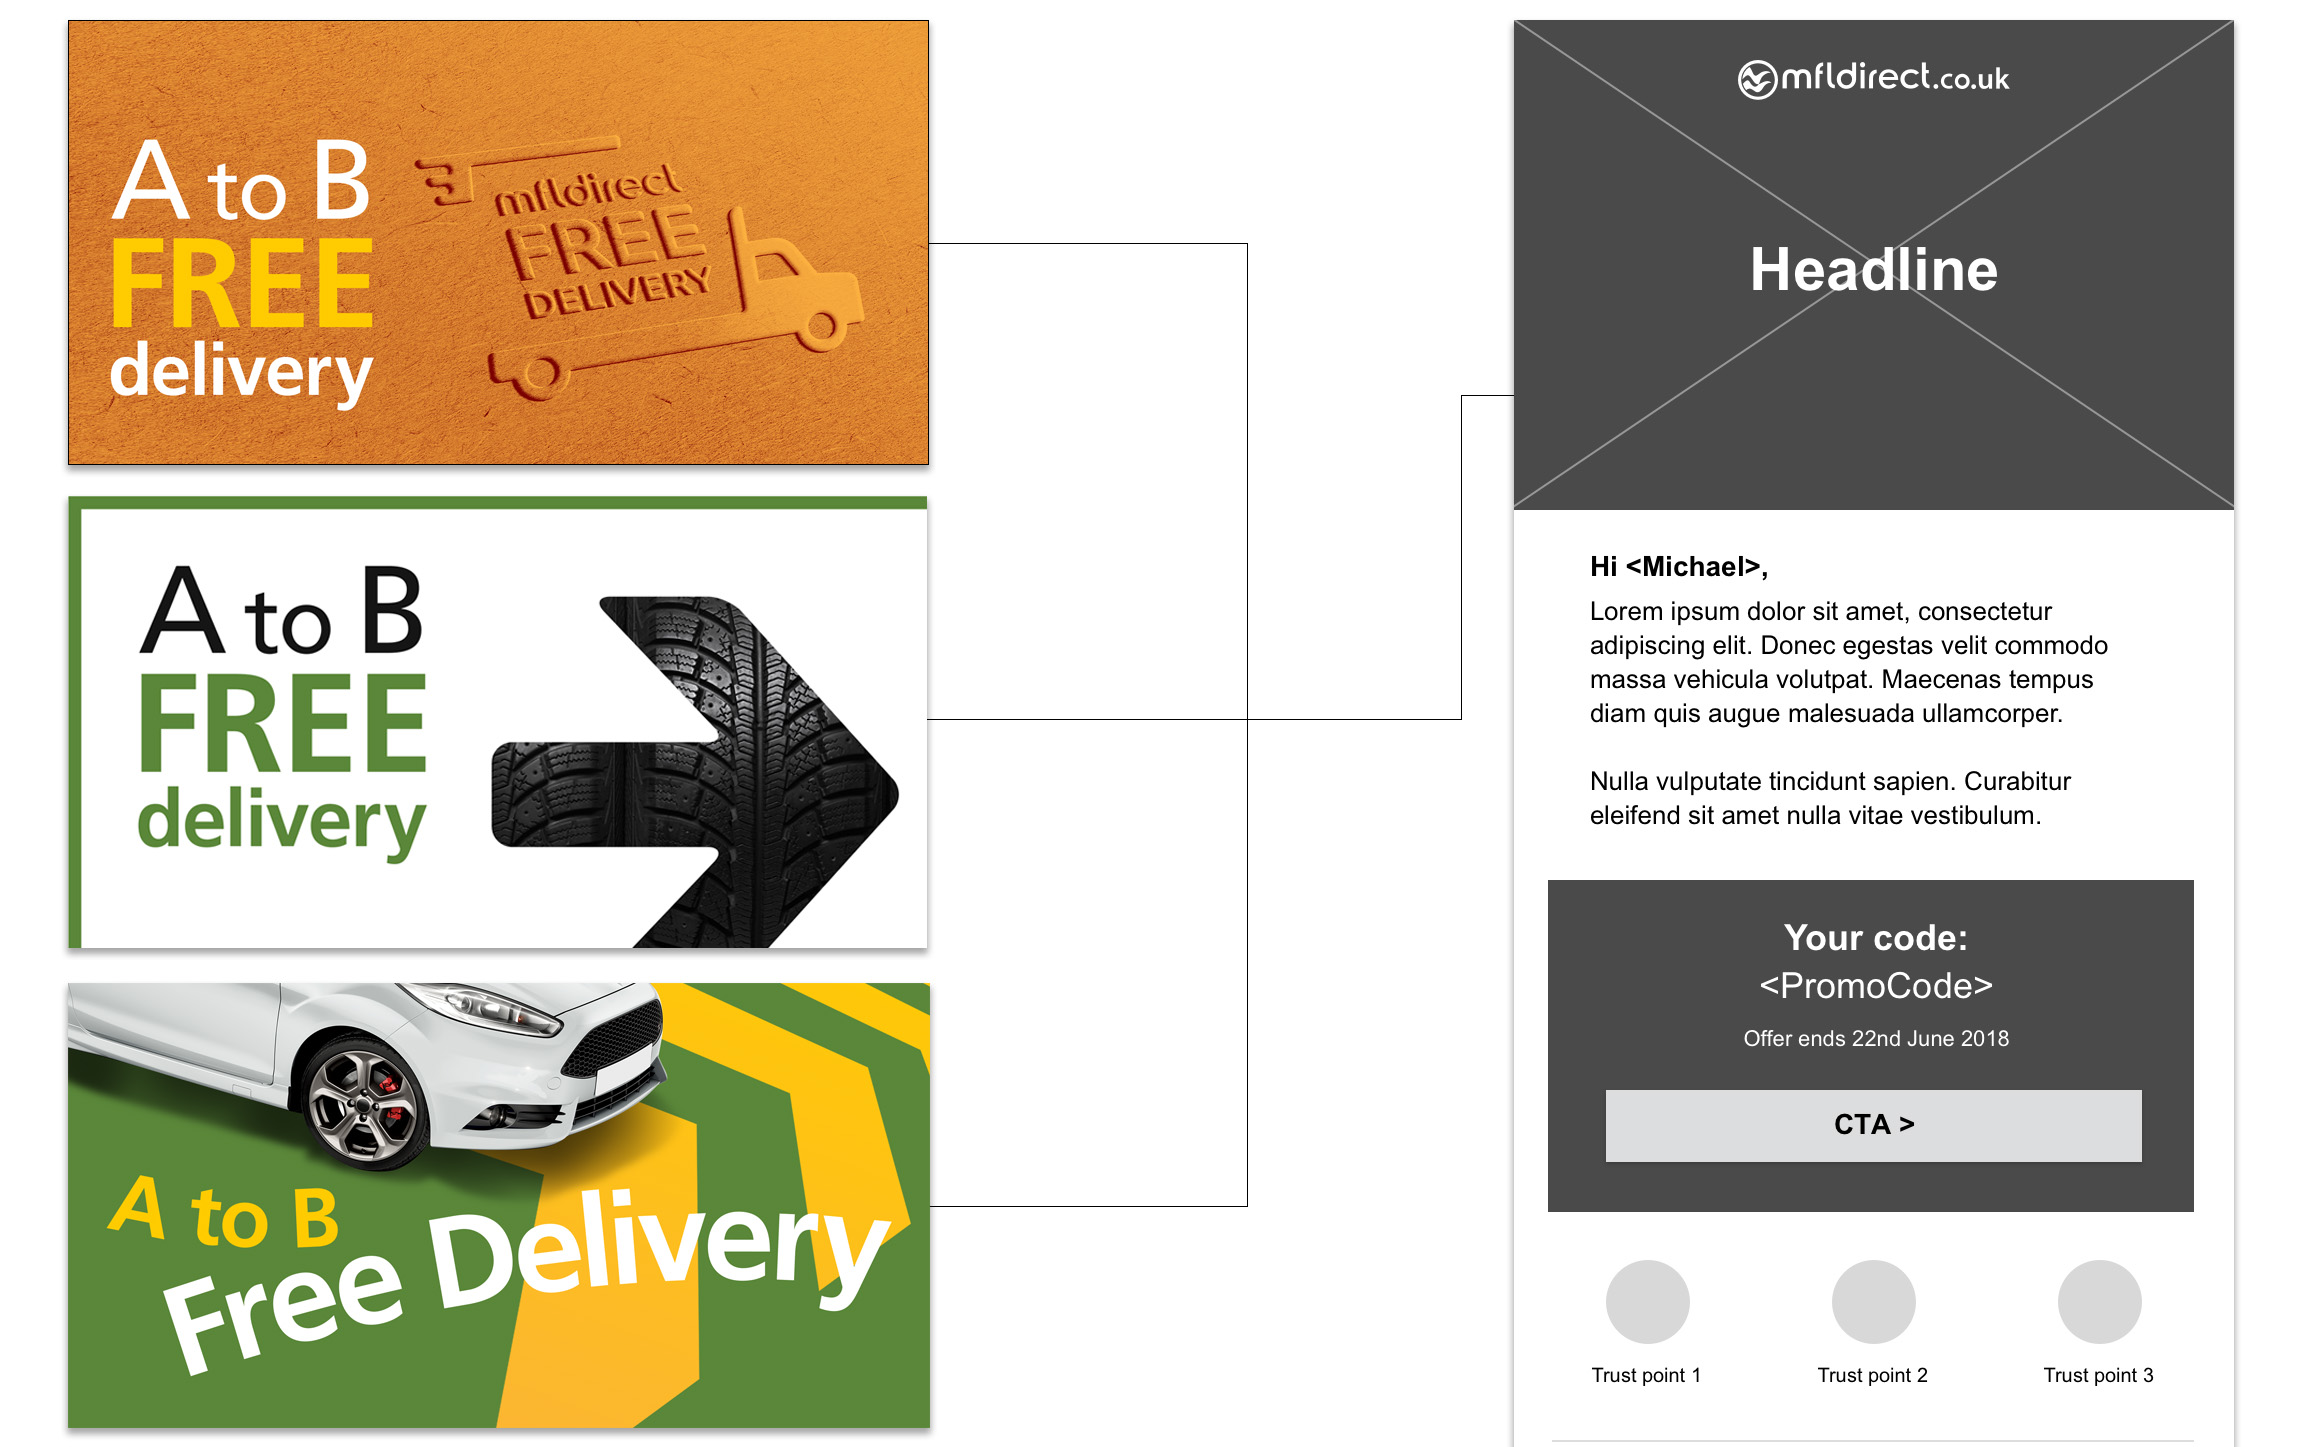 A to B
FREE
delivery
mfldirect
FREE
DELIVERY
A to B
FREE
delivery
A to B
Free Delivery
mfldirect.co.uk
Headline
Hi <Michael>,
Lorem ipsum dolor sit amet, consectetur
adipiscing elit. Donec egestas velit commodo
massa vehicula volutpat. Maecenas tempus
diam quis augue malesuada ullamcorper.
Nulla vulputate tincidunt sapien. Curabitur
eleifend sit amet nulla vitae vestibulum.
Your code:
<PromoCode>
Offer ends 22nd June 2018
CTA >
Trust point 1
Trust point 2
Trust point 3